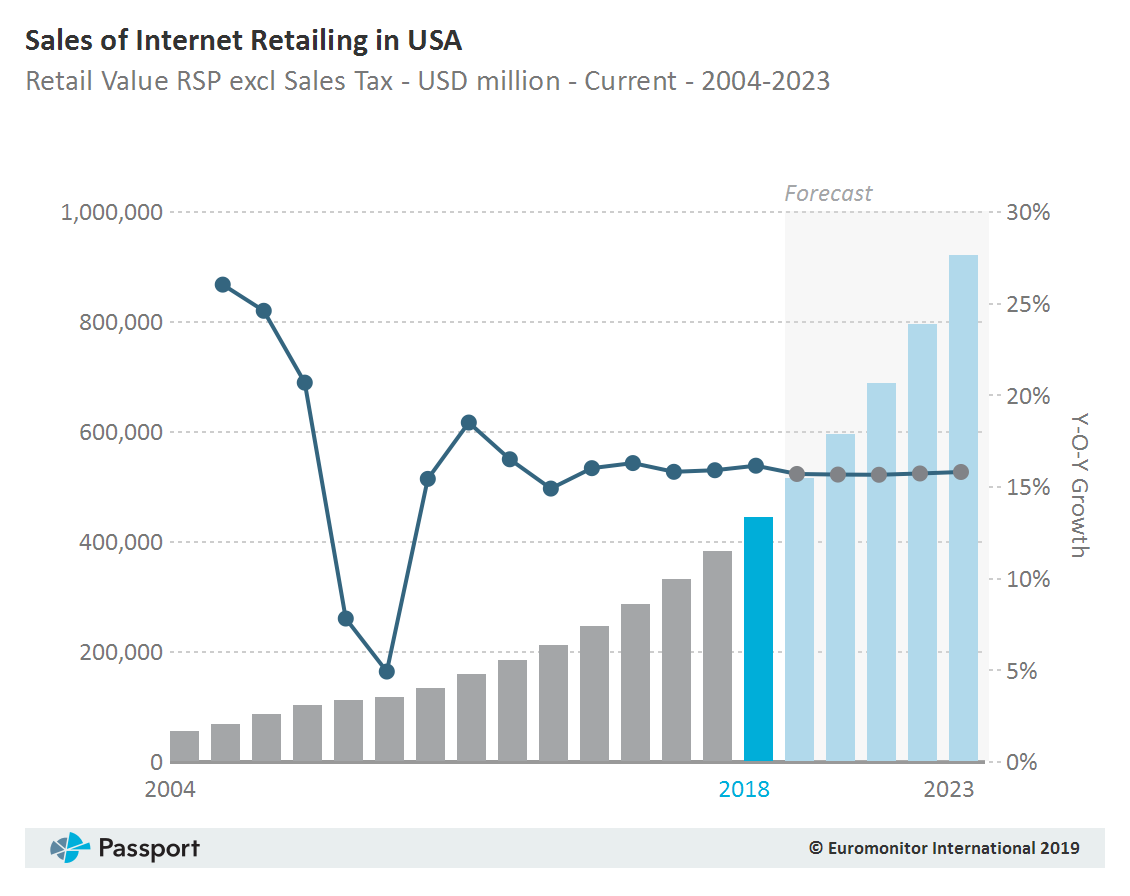 Sales of Internet Retailing in USA
Retail Value RSP excl Sales Tax - USD million - Current - 2004-2023
Forecast
1,000,000
30%
25%
800,000
20%
600,000
Y-O-Y Growth
15%
400,000
10%
200,000
5%
0
0%
2004
2018
2023
Passport
© Euromonitor International 2019